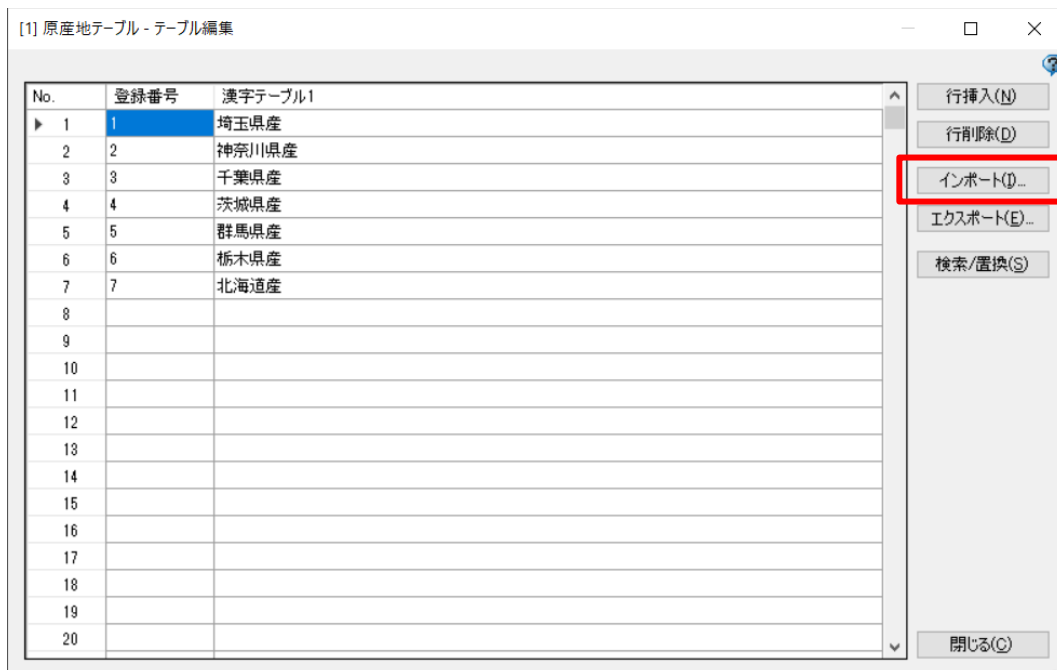 [1] 原産地テーブル - テーブル編集
No. 登録番号 漢字テーブル1
1 1 埼玉県産
2 2 神奈川県産
3 3 千葉県産
4 4 茨城県産
5 5 群馬県産
6 6 栃木県産
7 7 北海道産
8
9
10
11
12
13
14
15
16
17
18
19
20
行挿入(N)
行削除(D)
インポート(I)...
エクスポート(E)...
検索/置換(S)
閉じる(C)